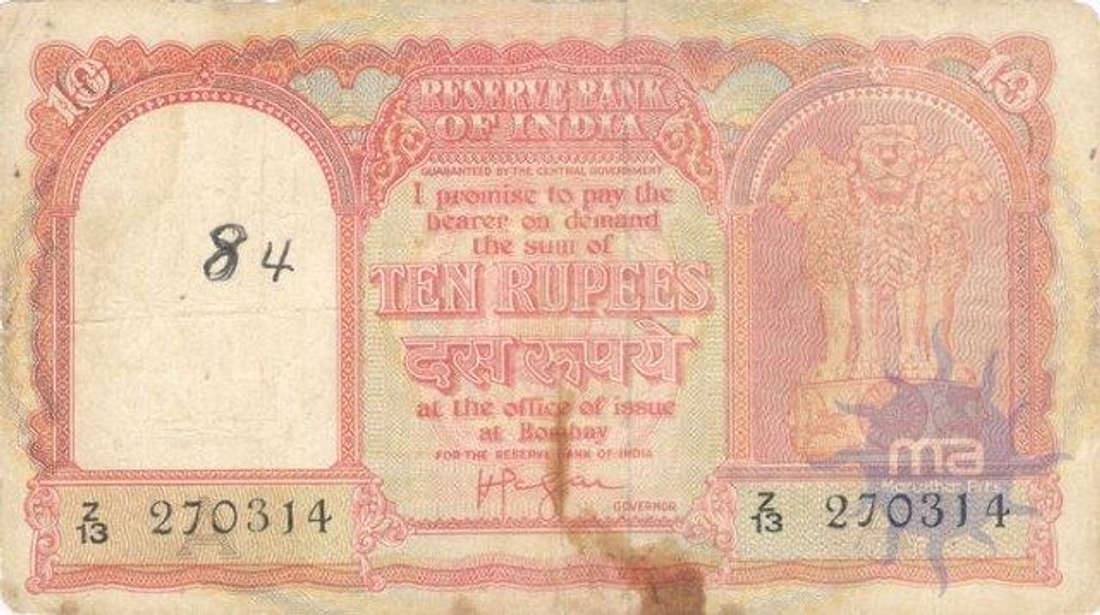 10
10
RESERVE BANK
OF INDIA
GUARANTEED BY THE CENTRAL GOVERNMENT
I promise to pay the
bearer on demand
the sum of
TEN RUPEES
दस रूपये
at the office of issue
at Bombay
FOR THE RESERVE BANK OF INDIA
GOVERNOR
84
Z/13 270314
A
Z/13 270314
ma
Marudhar Arts